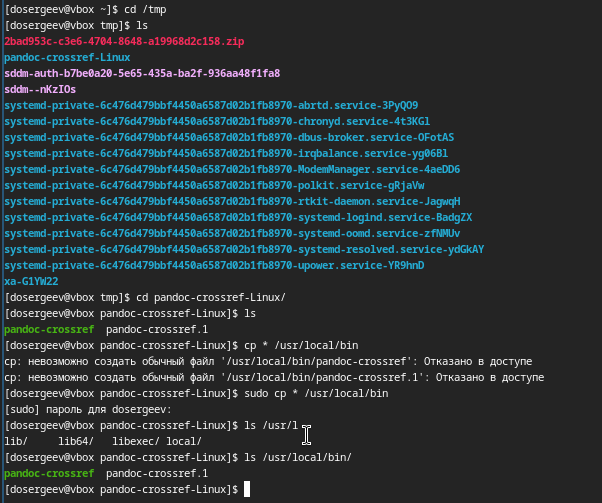 [dosergeev@vbox ~]$ cd /tmp
[dosergeev@vbox tmp]$ ls
2bad953c-c3e6-4704-8648-a19968d2c158.zip
pandoc-crossref-Linux
sddm-auth-b7be0a20-5e65-435a-ba2f-936aa48f1fa8
sddm--nKzIOs
systemd-private-6c476d479bbf4450a6587d02b1fb8970-abrtd.service-3PyQO9
systemd-private-6c476d479bbf4450a6587d02b1fb8970-chronyd.service-4t3KGl
systemd-private-6c476d479bbf4450a6587d02b1fb8970-dbus-broker.service-OFotAS
systemd-private-6c476d479bbf4450a6587d02b1fb8970-irqbalance.service-yg06Bl
systemd-private-6c476d479bbf4450a6587d02b1fb8970-ModemManager.service-4aeDD6
systemd-private-6c476d479bbf4450a6587d02b1fb8970-polkit.service-gRjaVw
systemd-private-6c476d479bbf4450a6587d02b1fb8970-rtkit-daemon.service-JagwqH
systemd-private-6c476d479bbf4450a6587d02b1fb8970-systemd-logind.service-BadgZX
systemd-private-6c476d479bbf4450a6587d02b1fb8970-systemd-oomd.service-zfNMUv
systemd-private-6c476d479bbf4450a6587d02b1fb8970-systemd-resolved.service-ydGkAY
systemd-private-6c476d479bbf4450a6587d02b1fb8970-upower.service-YR9hnD
xa-G1YW22
[dosergeev@vbox tmp]$ cd pandoc-crossref-Linux/
[dosergeev@vbox pandoc-crossref-Linux]$ ls
pandoc-crossref  pandoc-crossref.1
[dosergeev@vbox pandoc-crossref-Linux]$ cp * /usr/local/bin
cp: невозможно создать обычный файл '/usr/local/bin/pandoc-crossref': Отказано в доступе
cp: невозможно создать обычный файл '/usr/local/bin/pandoc-crossref.1': Отказано в доступе
[dosergeev@vbox pandoc-crossref-Linux]$ sudo cp * /usr/local/bin
[sudo] пароль для dosergeev:
[dosergeev@vbox pandoc-crossref-Linux]$ ls /usr/l
lib/     lib64/   libexec/ local/
[dosergeev@vbox pandoc-crossref-Linux]$ ls /usr/local/bin/
pandoc-crossref  pandoc-crossref.1
[dosergeev@vbox pandoc-crossref-Linux]$